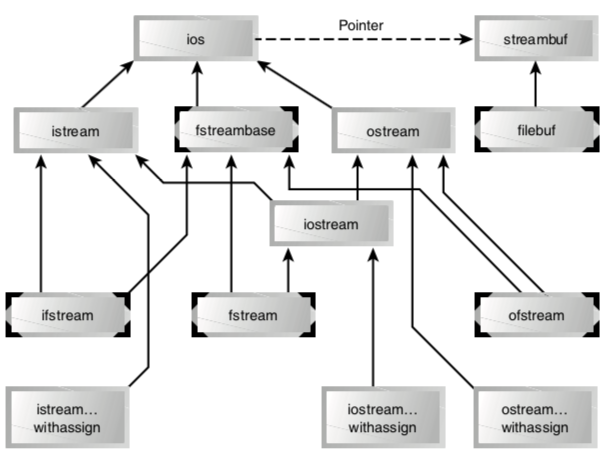 Pointer
ios
streambuf
istream
fstreambase
ostream
filebuf
iostream
ifstream
fstream
ofstream
istream...
withassign
iostream...
withassign
ostream...
withassign